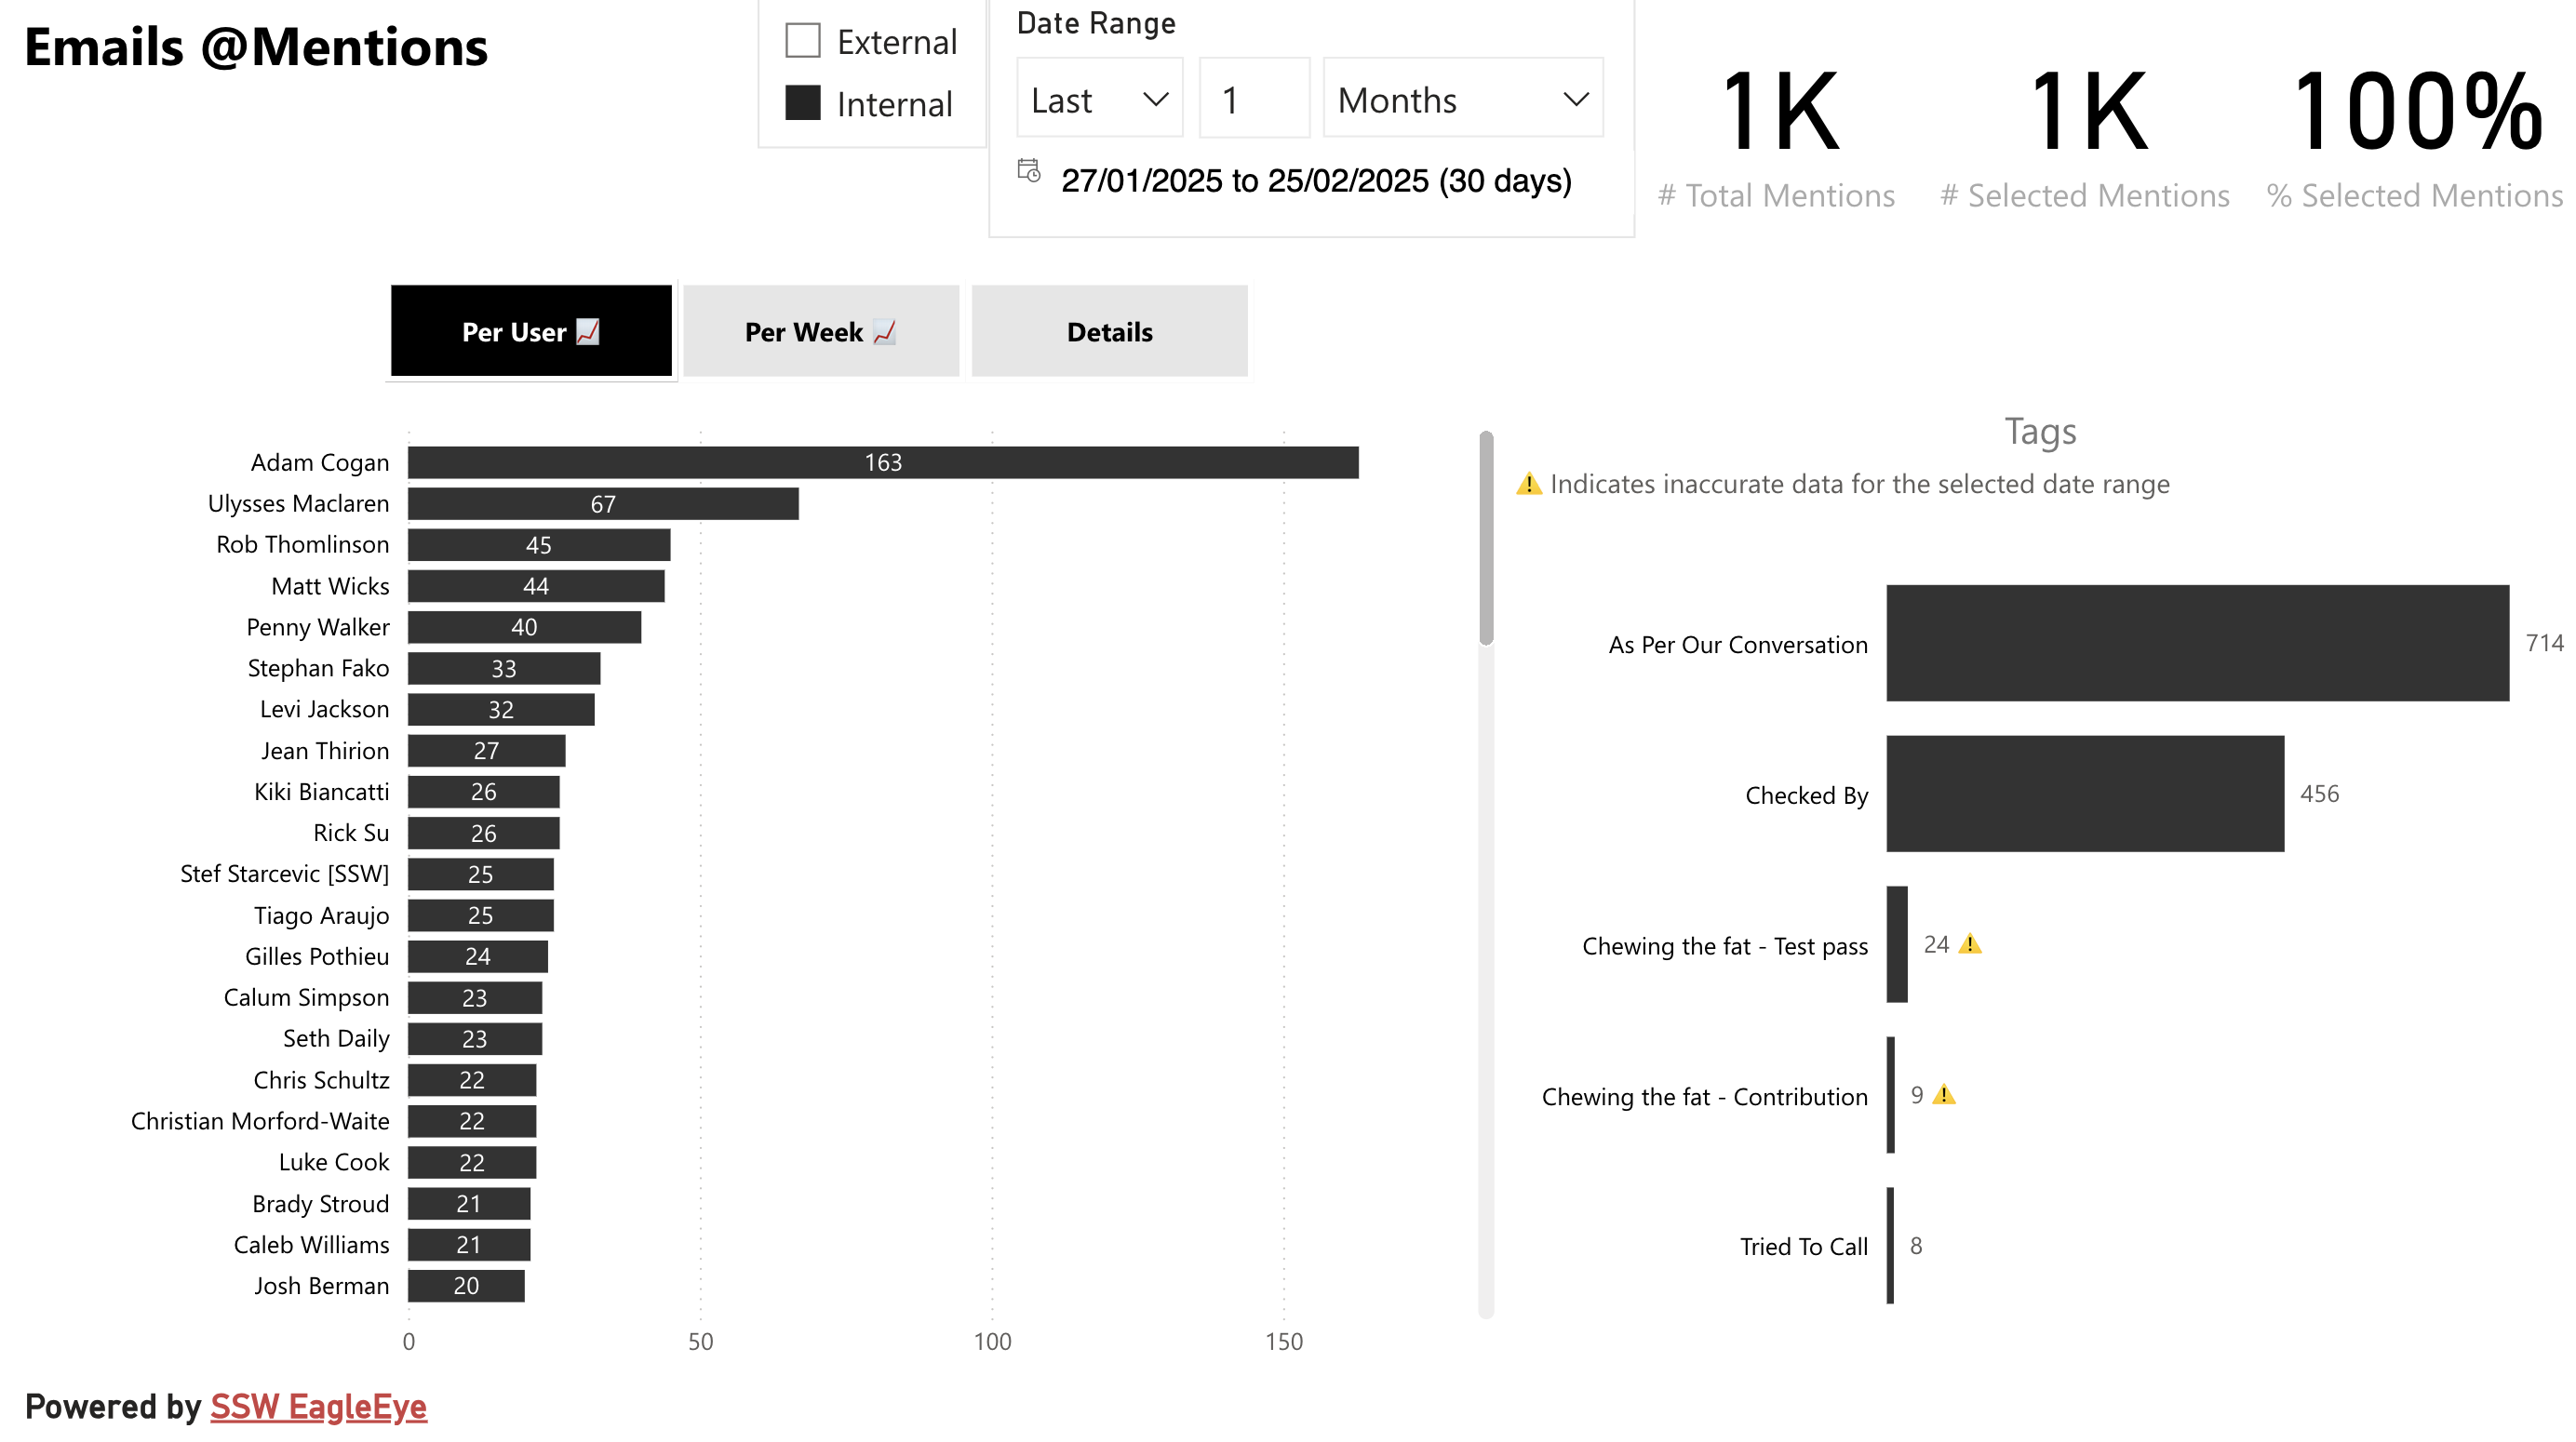 Emails @Mentions
External
Internal
Date Range
Last
1
Months
27/01/2025 to 25/02/2025 (30 days)
1K
# Total Mentions
1K
# Selected Mentions
100%
% Selected Mentions
Per User
Per Week
Details
Adam Cogan 163
Ulysses Maclaren 67
Rob Thomlinson 45
Matt Wicks 44
Penny Walker 40
Stephan Fako 33
Levi Jackson 32
Jean Thirion 27
Kiki Biancatti 26
Rick Su 26
Stef Starcevic [SSW] 25
Tiago Araujo 25
Gilles Pothieu 24
Calum Simpson 23
Seth Daily 23
Chris Schultz 22
Christian Morford-Waite 22
Luke Cook 22
Brady Stroud 21
Caleb Williams 21
Josh Berman 20
0 50 100 150
Tags
⚠️ Indicates inaccurate data for the selected date range
As Per Our Conversation 714
Checked By 456
Chewing the fat - Test pass 24 ⚠️
Chewing the fat - Contribution 9 ⚠️
Tried To Call 8
Powered by SSW EagleEye